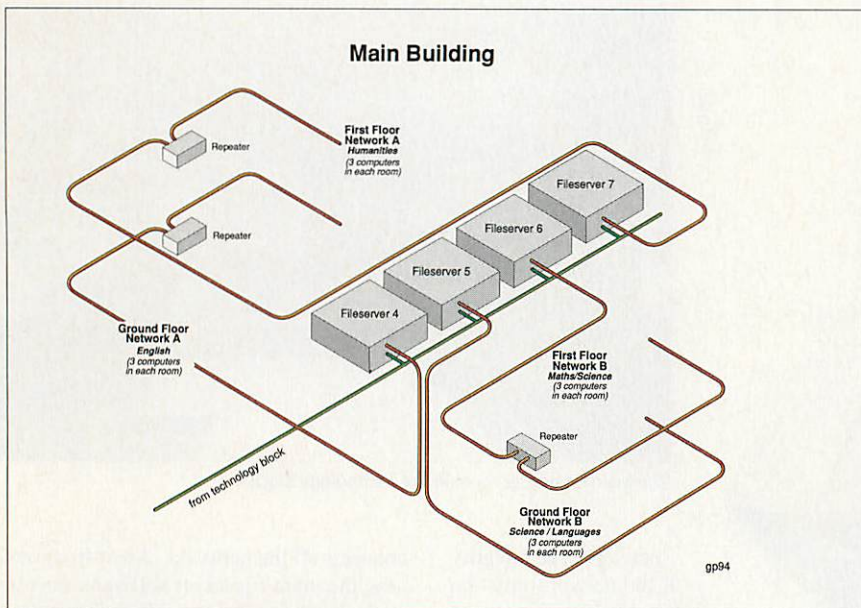 Main Building
First Floor
Network A
Humanities
(3 computers
in each room)
Repeater
Repeater
Fileserver 7
Fileserver 6
Fileserver 5
Fileserver 4
Ground Floor
Network A
English
(3 computers
in each room)
First Floor
Network B
Maths/Science
(3 computers
in each room)
Repeater
from technology block
Ground Floor
Network B
Science / Languages
(3 computers
in each room)
gp94